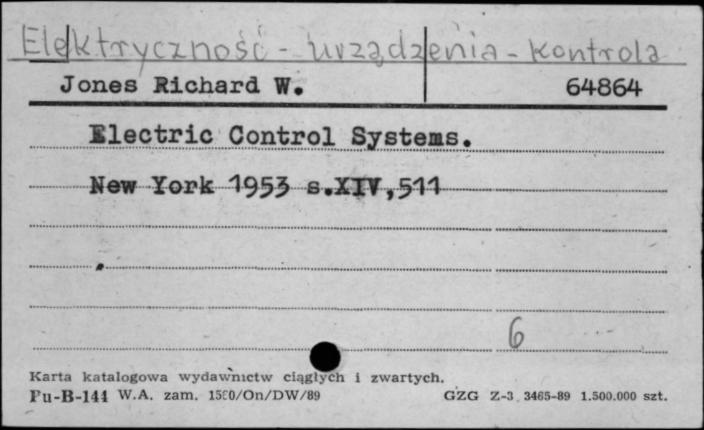 Elektryczność - urządzenia - kontrola
Jones Richard W. 64864
Electric Control Systems.
New York 1953 s.XIV,511
6
Karta katalogowa wydawnictw ciągłych i zwartych.
Pu-B-144 W.A. zam. /On/DW/89 GZG Z-3 3465-89 1.500.000 szt.